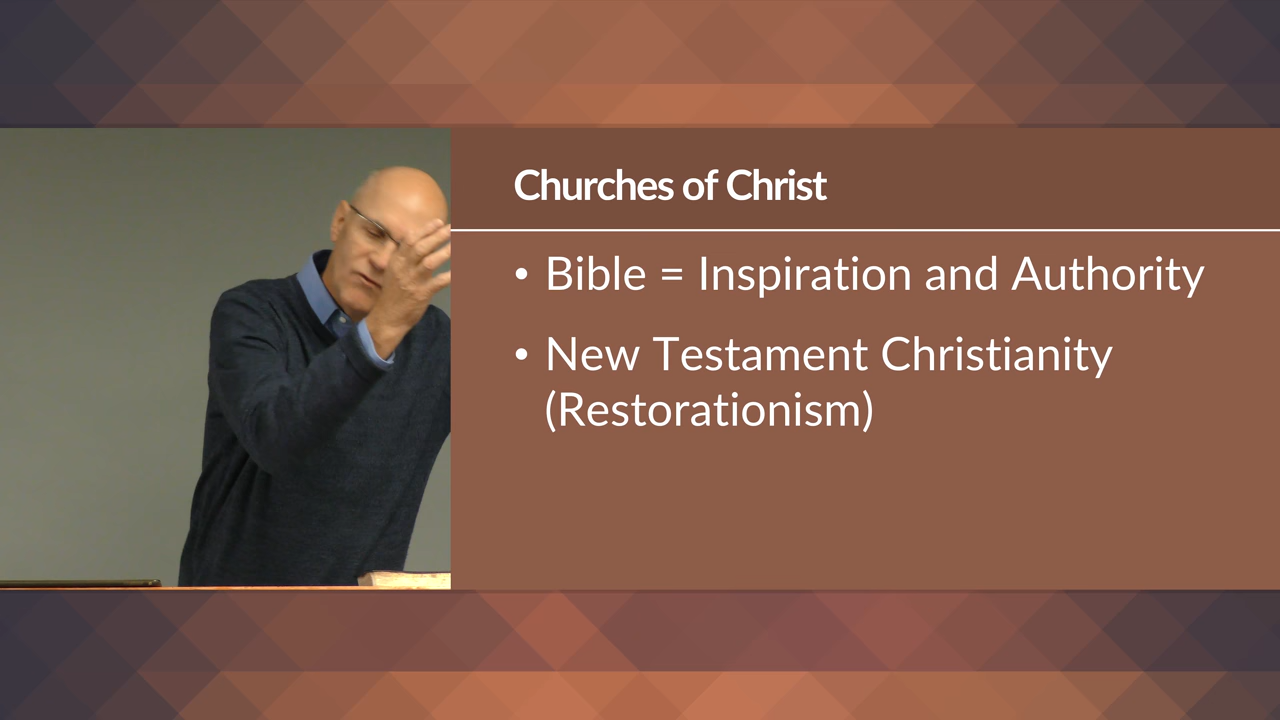 Churches of Christ
• Bible = Inspiration and Authority
• New Testament Christianity
(Restorationism)